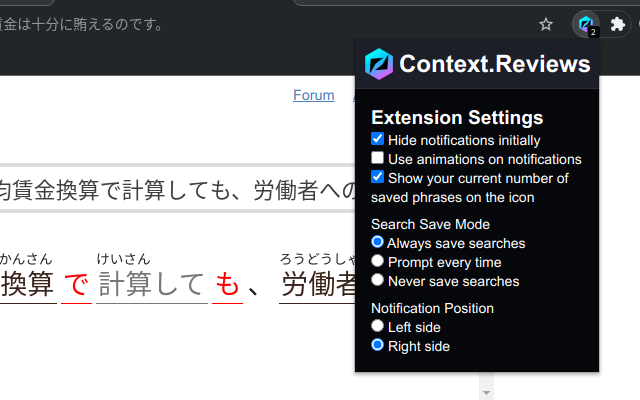 賃金は十分に賄えるのです。
2
Context.Reviews
Forum
Extension Settings
Hide notifications initially
Use animations on notifications
Show your current number of
saved phrases on the icon
均賃金換算で計算しても、労働者への
Search Save Mode
Always save searches
Prompt every time
Never save searches
かんさん けいさん ろうどうしゃ
換算 で 計算して も 、 労働者
Notification Position
Left side
Right side